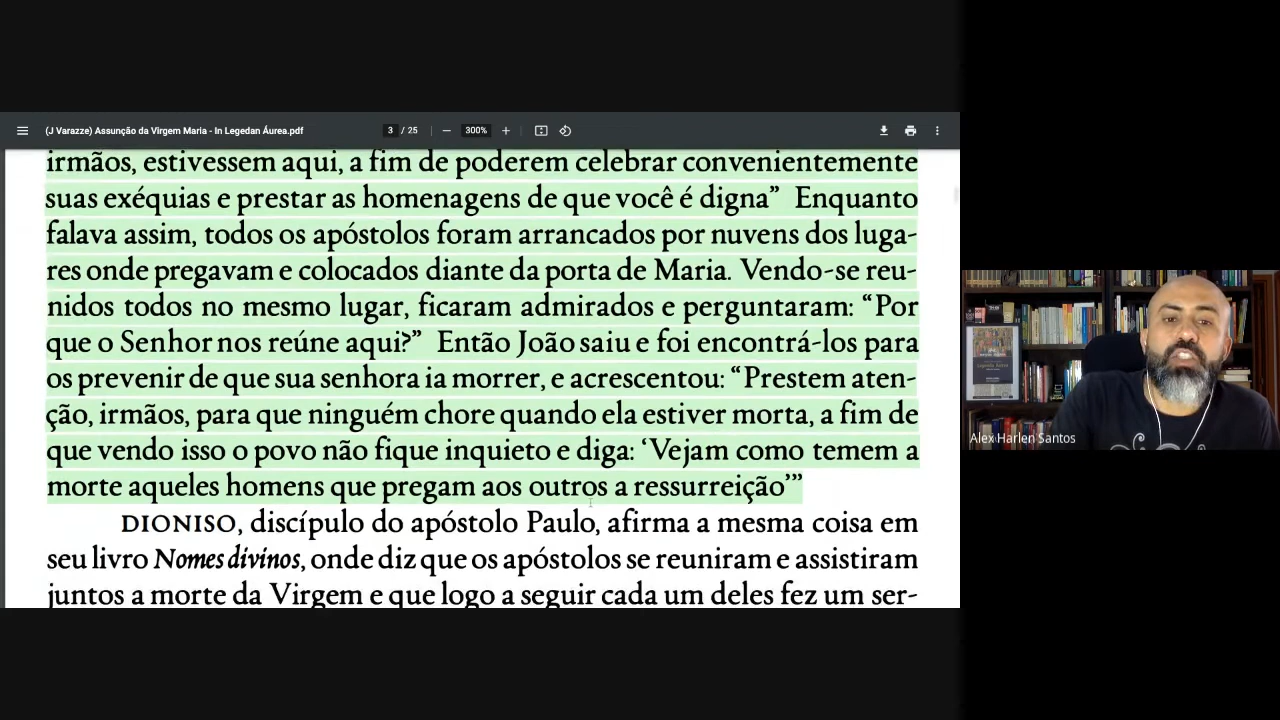 (J Varazze) Assunção da Virgem Maria - In Legedan Áurea.pdf
3 / 25
300%
irmãos, estivessem aqui, a fim de poderem celebrar convenientemente
suas exéquias e prestar as homenagens de que você é digna” Enquanto
falava assim, todos os apóstolos foram arrancados por nuvens dos luga-
res onde pregavam e colocados diante da porta de Maria. Vendo-se reu-
nidos todos no mesmo lugar, ficaram admirados e perguntaram: “Por
que o Senhor nos reúne aqui?” Então João saiu e foi encontrá-los para
os prevenir de que sua senhora ia morrer, e acrescentou: “Prestem aten-
ção, irmãos, para que ninguém chore quando ela estiver morta, a fim de
que vendo isso o povo não fique inquieto e diga: ‘Vejam como temem a
morte aqueles homens que pregam aos outros a ressurreição’”
DIONISO, discípulo do apóstolo Paulo, afirma a mesma coisa em
seu livro Nomes divinos, onde diz que os apóstolos se reuniram e assistiram
juntos a morte da Virgem e que logo a seguir cada um deles fez um ser-
Alex Harlen Santos